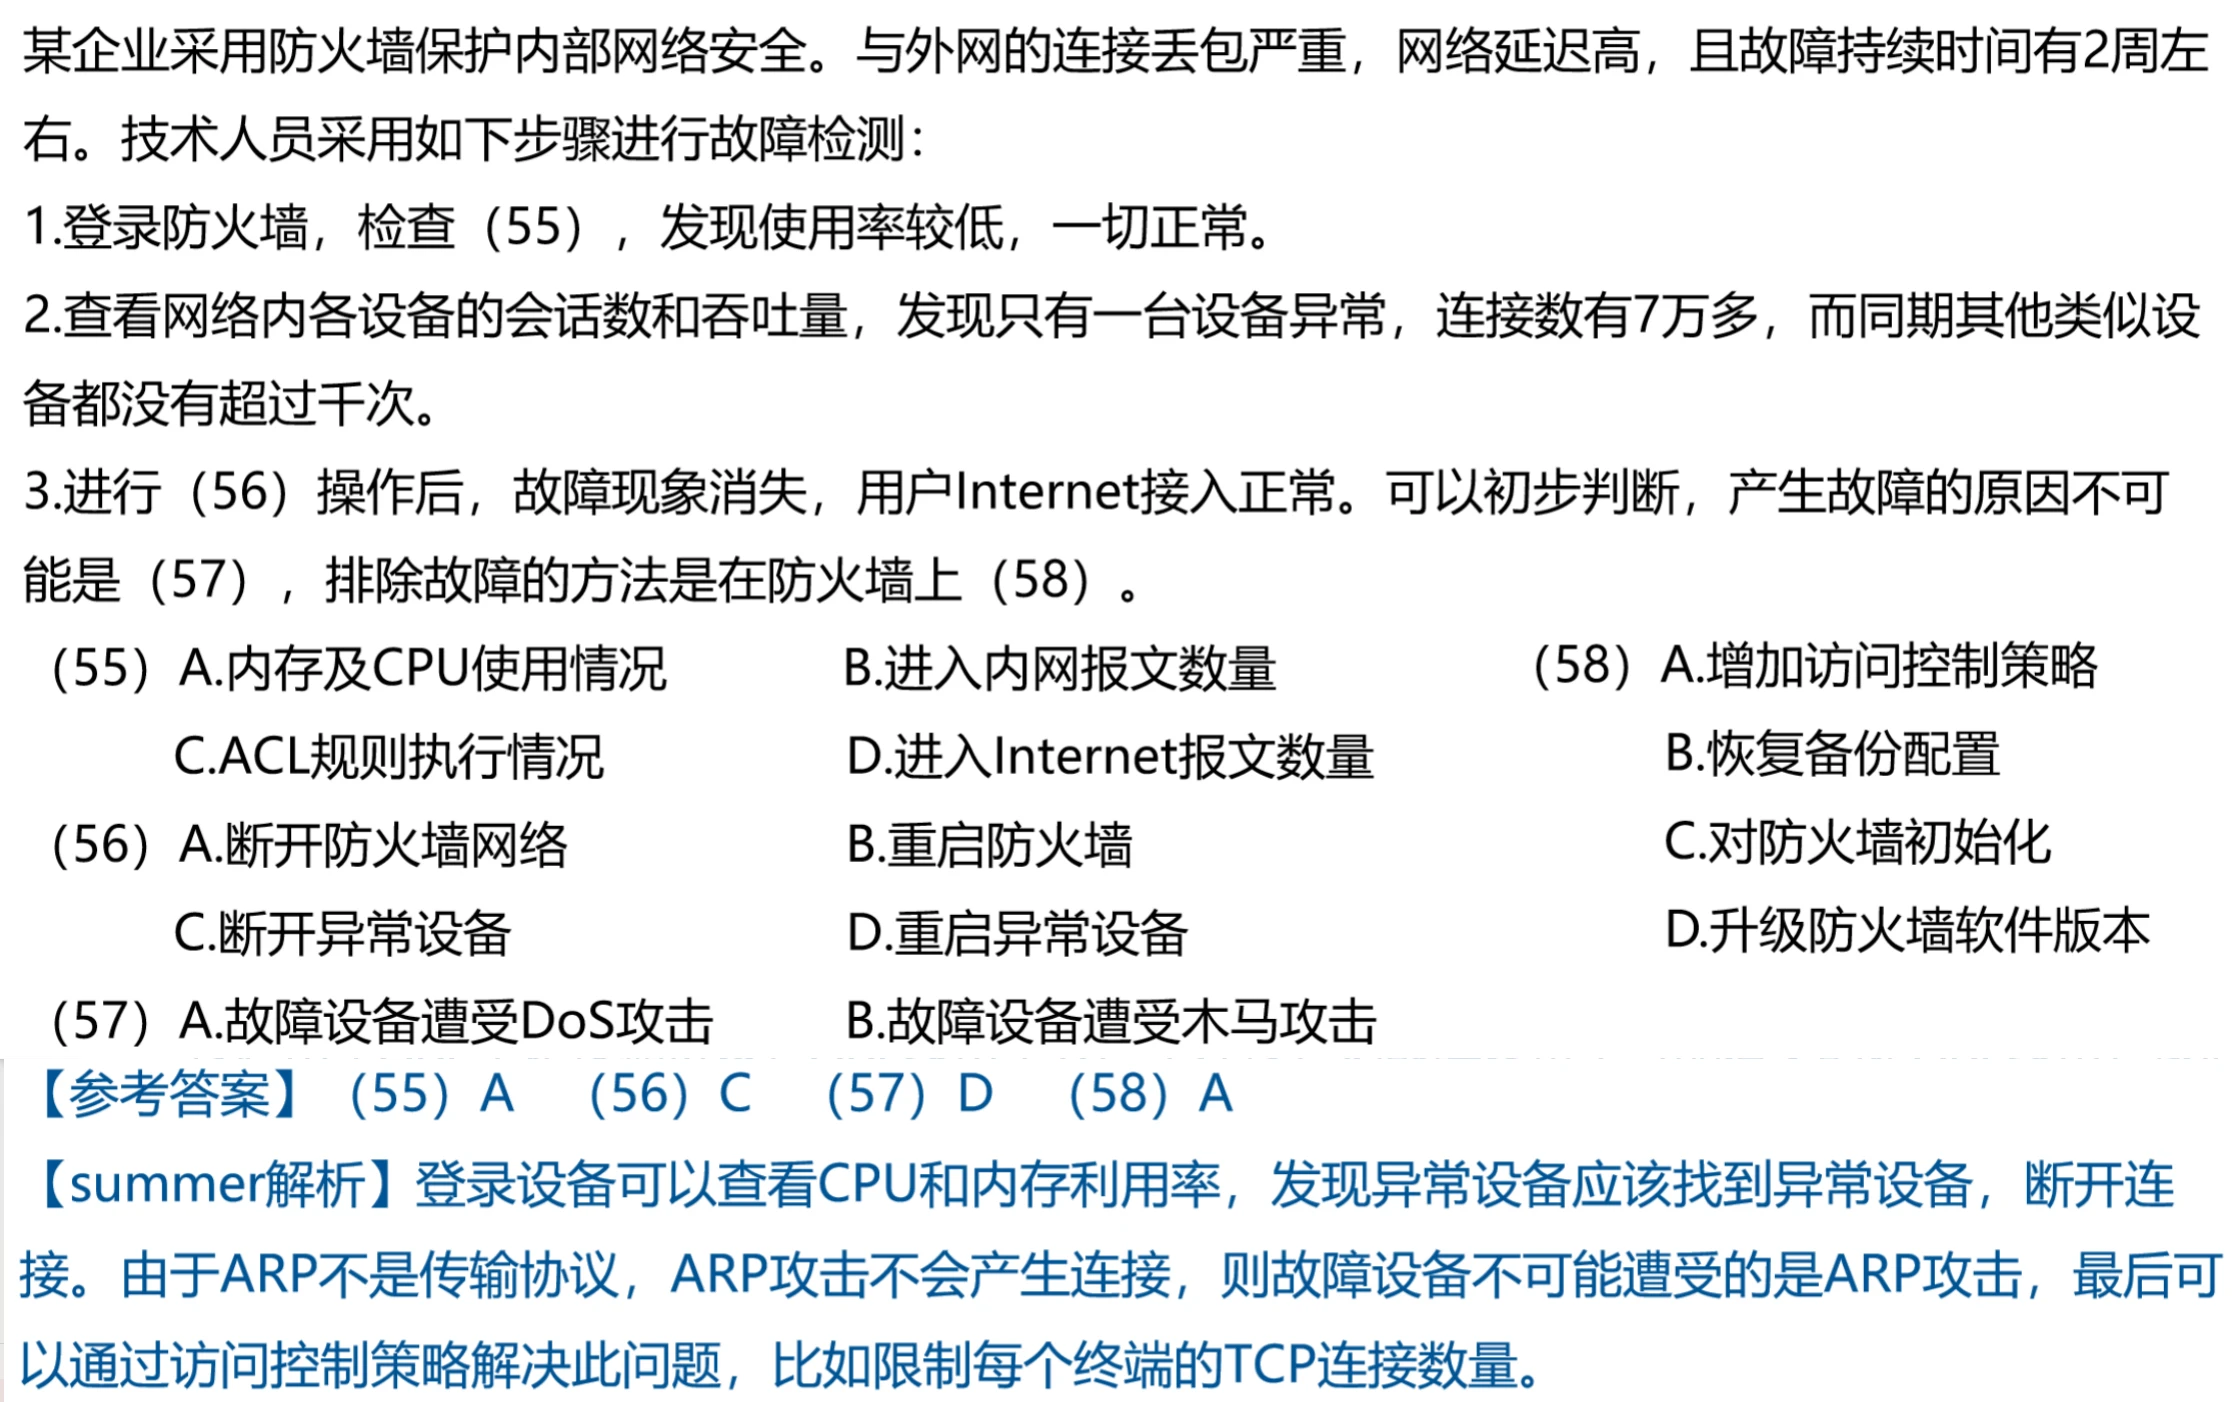 某企业采用防火墙保护内部网络安全。与外网的连接丢包严重，网络延迟高，且故障持续时间有2周左
右。技术人员采用如下步骤进行故障检测：
1.登录防火墙，检查（55），发现使用率较低，一切正常。
2.查看网络内各设备的会话数和吞吐量，发现只有一台设备异常，连接数有7万多，而同期其他类似设
备都没有超过千次。
3.进行（56）操作后，故障现象消失，用户Internet接入正常。可以初步判断，产生故障的原因不可
能是（57），排除故障的方法是在防火墙上（58）。
（55）A.内存及CPU使用情况 B.进入内网报文数量 （58）A.增加访问控制策略
C.ACL规则执行情况 D.进入Internet报文数量 B.恢复备份配置
（56）A.断开防火墙网络 B.重启防火墙 C.对防火墙初始化
C.断开异常设备 D.重启异常设备 D.升级防火墙软件版本
（57）A.故障设备遭受DoS攻击 B.故障设备遭受木马攻击
【参考答案】（55）A （56）C （57）D （58）A
【summer解析】登录设备可以查看CPU和内存利用率，发现异常设备应该找到异常设备，断开连
接。由于ARP不是传输协议，ARP攻击不会产生连接，则故障设备不可能遭受的是ARP攻击，最后可
以通过访问控制策略解决此问题，比如限制每个终端的TCP连接数量。